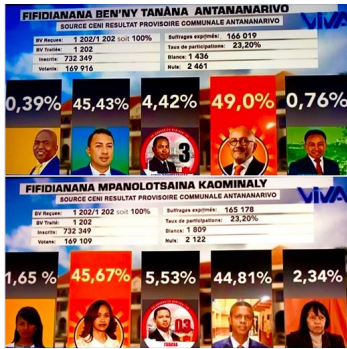 FIFIDIANANA BEN'NY TANÀNA ANTANANARIVO
SOURCE CENI RESULTAT PROVISOIRE COMMUNALE ANTANANARIVO
VIVA
BV Reçues: 1 202/1 202 soit 100%
BV Traitée: 1 202
Inscrits: 732 349
Votants: 169 916
Suffrages exprimés: 166 019
Taux de participations: 23,20%
Blancs: 1 436
Nuls: 2 461
0,39% 45,43% 4,42% 49,0% 0,76%
3
FIFIDIANANA MPANOLOTSAINA KAOMINALY
SOURCE CENI RESULTAT PROVISOIRE COMMUNALE ANTANANARIVO
VIVA
BV Reçues: 1 202/1 202 soit 100%
BV Traité: 1 202
Inscrits: 732 349
Votants: 169 109
Suffrages exprimés: 165 178
Taux de participations: 23,20%
Blancs: 1 809
Nuls: 2 122
1,65 % 45,67% 5,53% 44,81% 2,34%
03